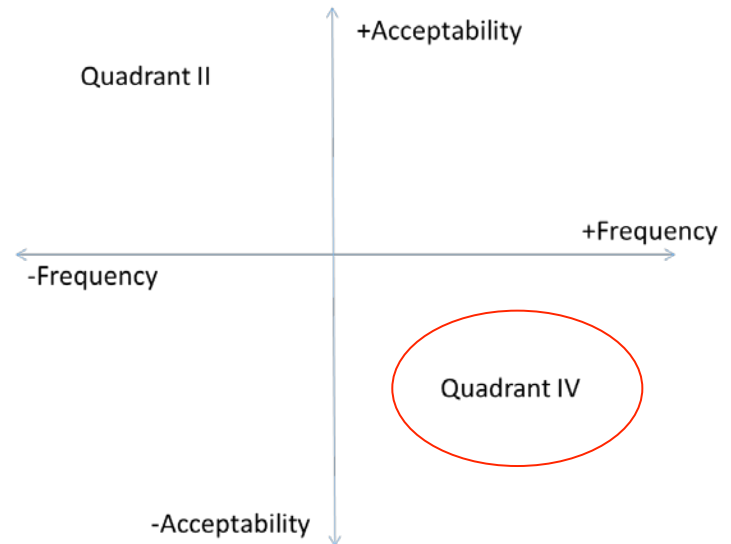 +Acceptability
Quadrant II
+Frequency
-Frequency
Quadrant IV
-Acceptability